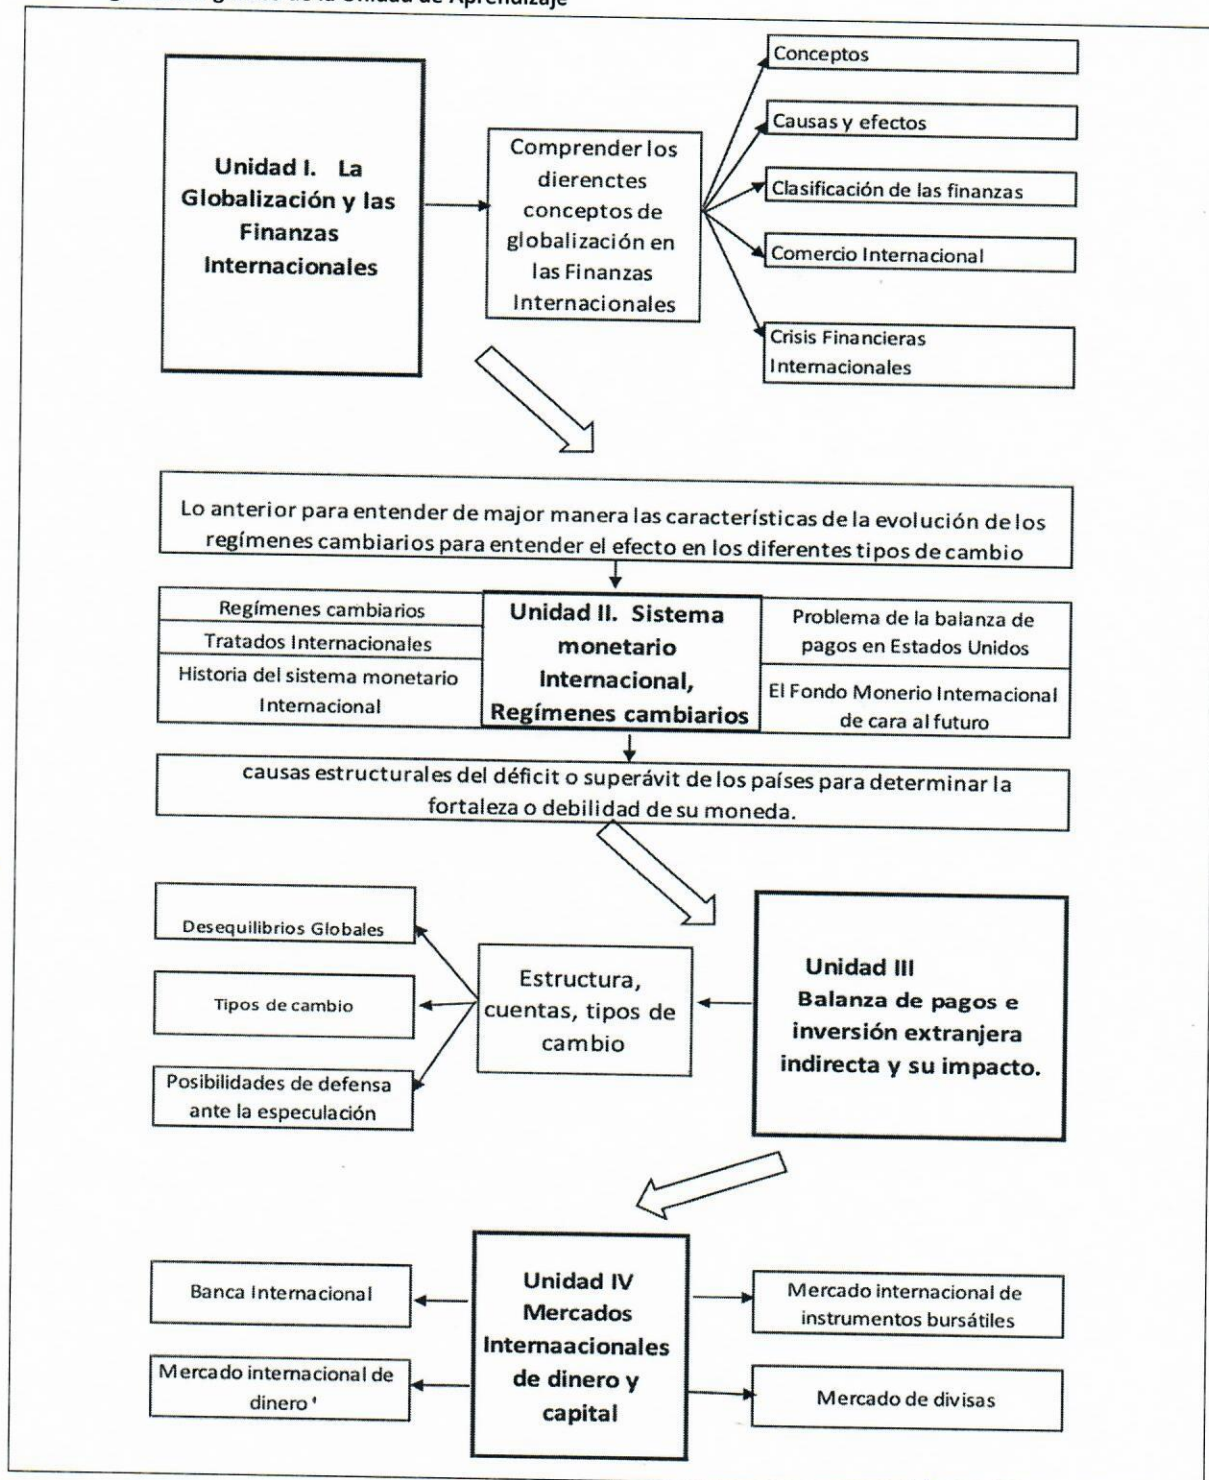 de la Unidad de Aprendizaje
Unidad I. La
Globalización y las
Finanzas
Internacionales
Comprender los
dierenctes
conceptos de
globalización en
las Finanzas
Internacionales
Conceptos
Causas y efectos
Clasificación de las finanzas
Comercio Internacional
Crisis Financieras
Internacionales
Lo anterior para entender de major manera las características de la evolución de los
regímenes cambiarios para entender el efecto en los diferentes tipos de cambio
Regímenes cambiarios
Tratados Internacionales
Historia del sistema monetario
Internacional
Unidad II. Sistema
monetario
Internacional,
Regímenes cambiarios
Problema de la balanza de
pagos en Estados Unidos
El Fondo Monerio Internacional
de cara al futuro
causas estructurales del déficit o superávit de los países para determinar la
fortaleza o debilidad de su moneda.
Desequilibrios Globales
Tipos de cambio
Posibilidades de defensa
ante la especulación
Estructura,
cuentas, tipos de
cambio
Unidad III
Balanza de pagos e
inversión extranjera
indirecta y su impacto.
Banca Internacional
Mercado internacional de
dinero
Unidad IV
Mercados
Internaacionales
de dinero y
capital
Mercado internacional de
instrumentos bursátiles
Mercado de divisas